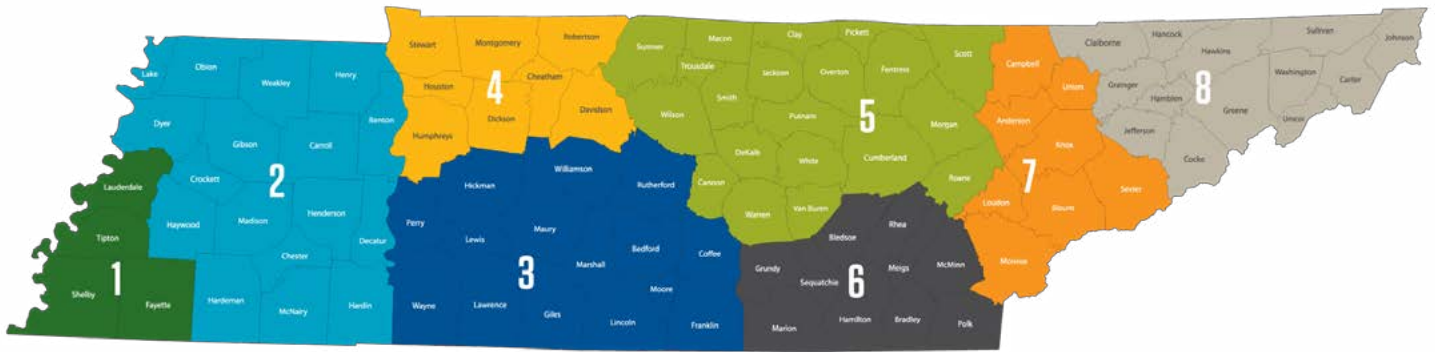 Lauderdale
Tipton
1
Shelby
Fayette
Lake
Obion
Weakley
Henry
Benton
Dyer
Gibson
Carroll
Crockett
2
Haywood
Madison
Henderson
Decatur
Chester
Hardeman
McNairy
Hardin
Stewart
Montgomery
Robertson
Houston
4
Cheatham
Humphreys
Dickson
Davidson
Hickman
Williamson
Rutherford
Perry
Lewis
Maury
Bedford
Coffee
3
Marshall
Moore
Wayne
Lawrence
Giles
Lincoln
Franklin
Sumner
Macon
Clay
Pickett
Scott
Trousdale
Jackson
Overton
Fentress
Smith
Wilson
Putnam
5
Morgan
DeKalb
White
Cumberland
Cannon
Roane
Warren
Van Buren
Bledsoe
Rhea
Grundy
Sequatchie
6
Meigs
McMinn
Marion
Hamilton
Bradley
Polk
Campbell
Union
Anderson
Knox
7
Loudon
Blount
Sevier
Monroe
Claiborne
Hancock
Hawkins
Sullivan
Johnson
Grainger
Hamblen
8
Washington
Carter
Greene
Unicoi
Jefferson
Cocke